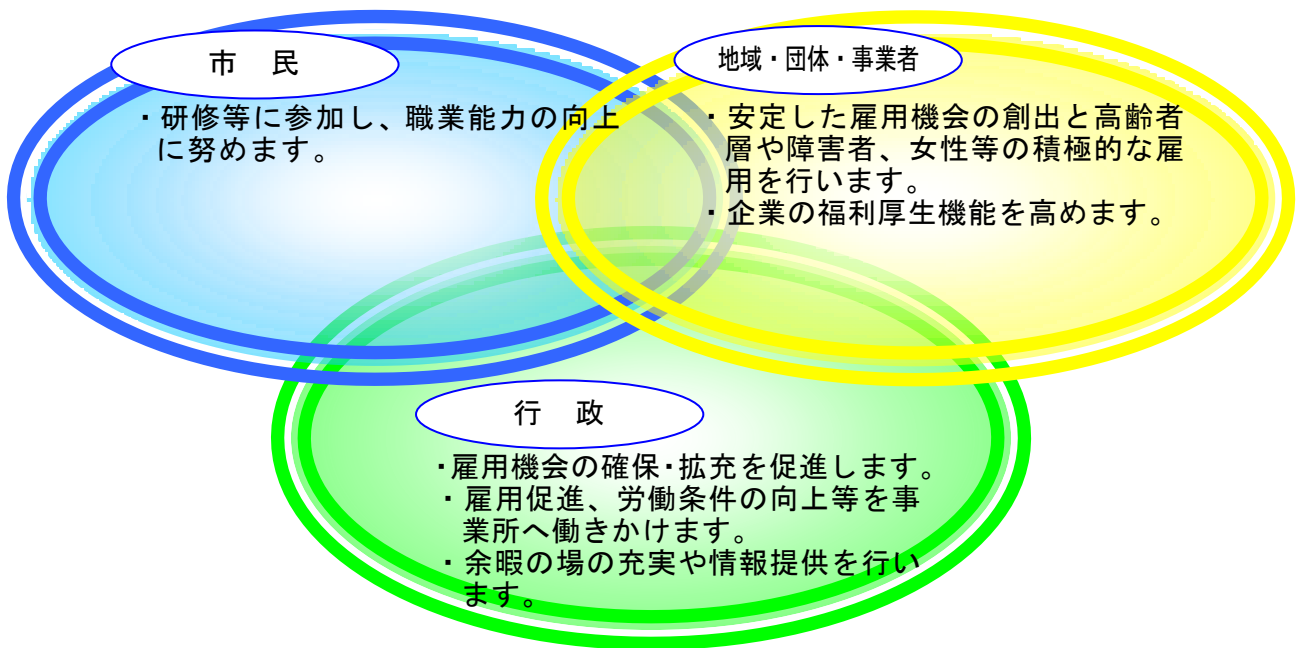 市　民
・研修等に参加し、職業能力の向上
に努めます。
地域・団体・事業者
・安定した雇用機会の創出と高齢者
層や障害者、女性等の積極的な雇
用を行います。
・企業の福利厚生機能を高めます。
行　政
・雇用機会の確保・拡充を促進します。
・雇用促進、労働条件の向上等を事
業所へ働きかけます。
・余暇の場の充実や情報提供を行い
ます。